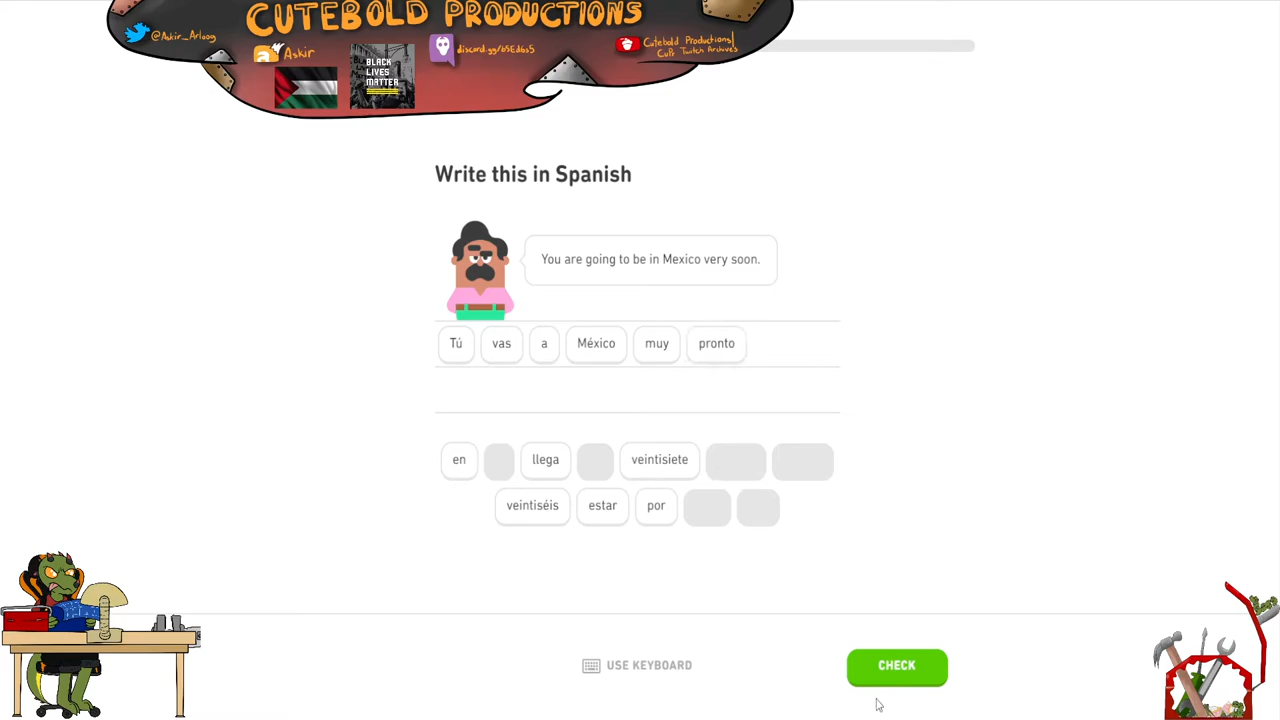 CUTEBOLD PRODUCTIONS
@Askir_Arloog
Askir
BLACK
LIVES
MATTER
discord.gg/b5Ed6s5
Cutebold Productions/
Cuff Twitch Archives
Write this in Spanish
You are going to be in Mexico very soon.
Tú vas a México muy pronto
en llega veintisiete
veintiséis estar por
USE KEYBOARD
CHECK